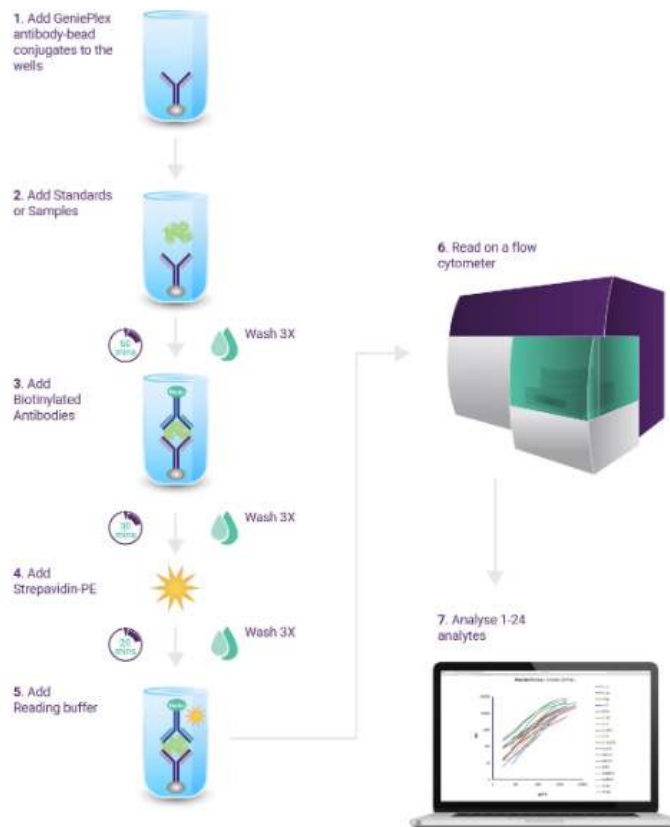 1. Add GeniePlex
antibody-bead
conjugates to the
wells
2. Add Standards
or Samples
mins
Wash 3X
3. Add
Biotinylated
Antibodies
30
mins
Wash 3X
4. Add
Strepavidin-PE
20
mins
Wash 3X
5. Add
Reading buffer
6. Read on a flow
cytometer
7. Analyse 1-24
analytes